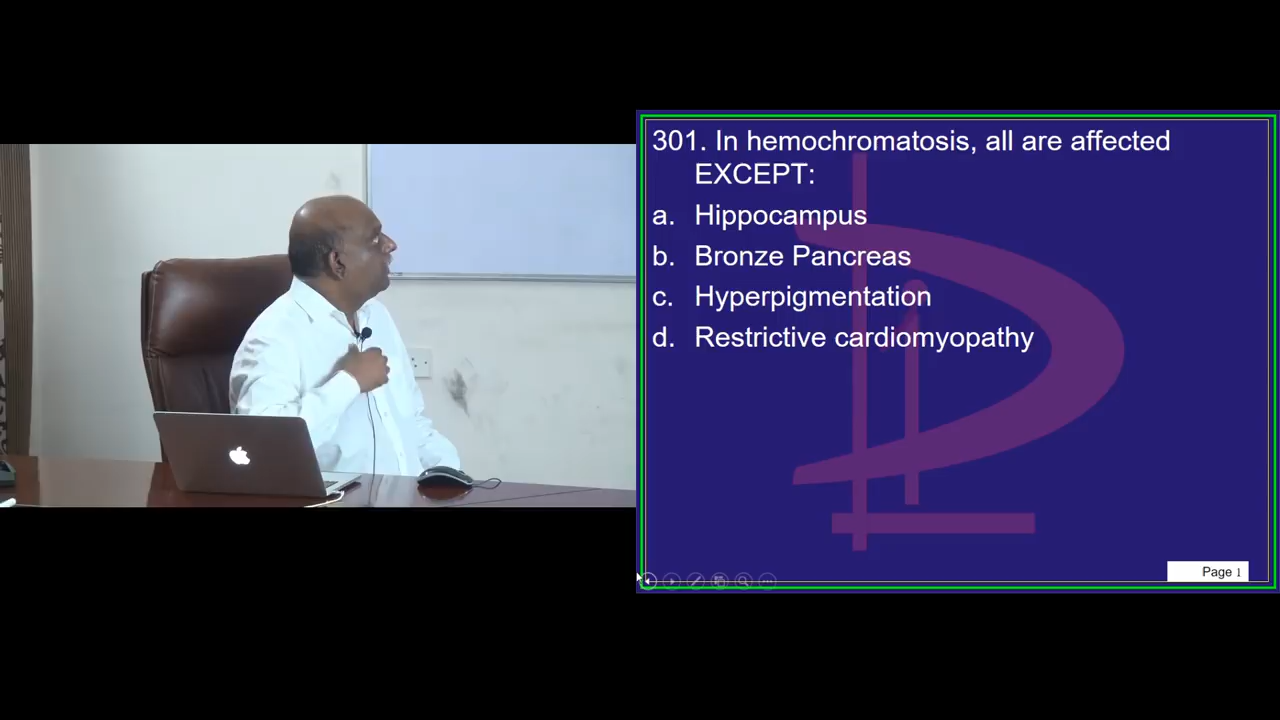 301. In hemochromatosis, all are affected
EXCEPT:
a. Hippocampus
b. Bronze Pancreas
c. Hyperpigmentation
d. Restrictive cardiomyopathy
Page 1